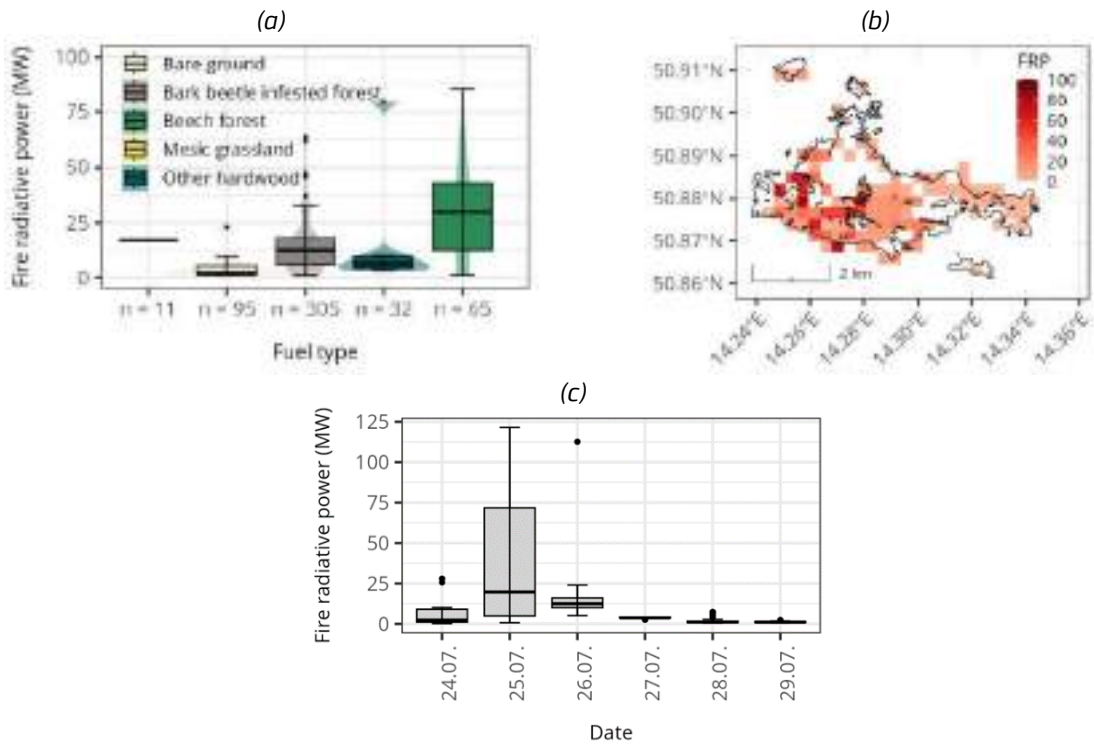 (a)
Fire radiative power (MW)
100
75
50
25
0
Bare ground
Bark beetle infested forest
Beech forest
Mesic grassland
Other hardwood
n = 11
n = 95
n = 305
n = 32
n = 65
Fuel type
(b)
50.91°N
50.90°N
50.89°N
50.88°N
50.87°N
50.86°N
FRP
100
80
60
40
20
0
2 km
14.24°E
14.26°E
14.28°E
14.30°E
14.32°E
14.34°E
14.36°E
(c)
Fire radiative power (MW)
125
100
75
50
25
0
24.07.
25.07.
26.07.
27.07.
28.07.
29.07.
Date